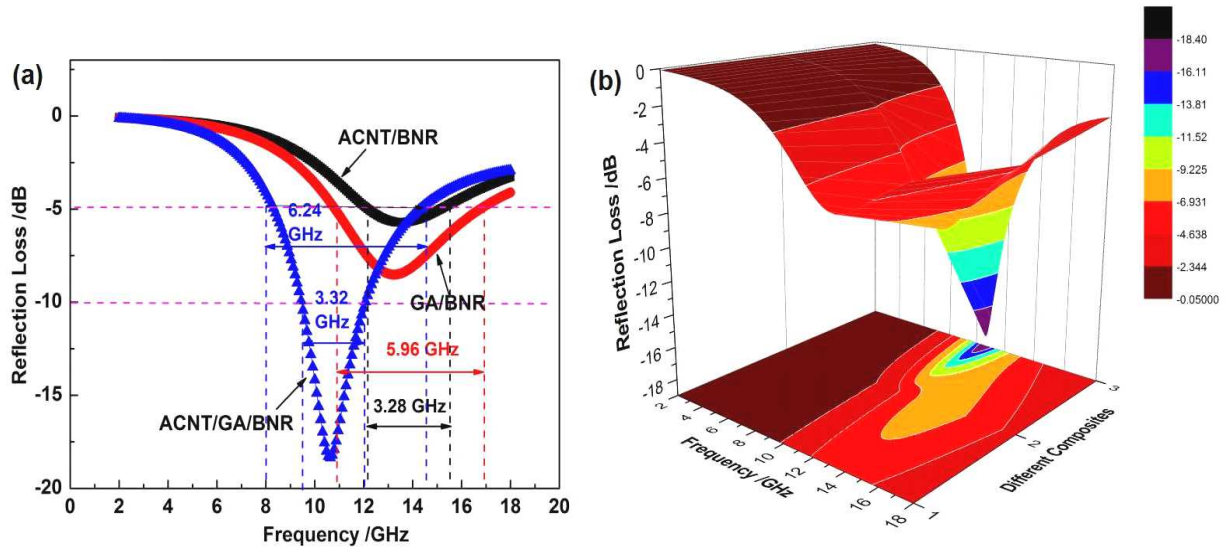 (a)
Reflection Loss /dB
0
-5
-10
-15
-20
ACNT/BNR
6.24
GHz
GA/BNR
3.32
GHz
5.96 GHz
3.28 GHz
ACNT/GA/BNR
0 2 4 6 8 10 12 14 16 18 20
Frequency /GHz
(b)
Reflection Loss /dB
0
-2
-4
-6
-8
-10
-12
-14
-16
-18
2 4 6 8 10 12 14 16 18
Frequency /GHz
1 2 3
Different Composites
-18.40
-16.11
-13.81
-11.52
-9.225
-6.931
-4.638
-2.344
-0.05000